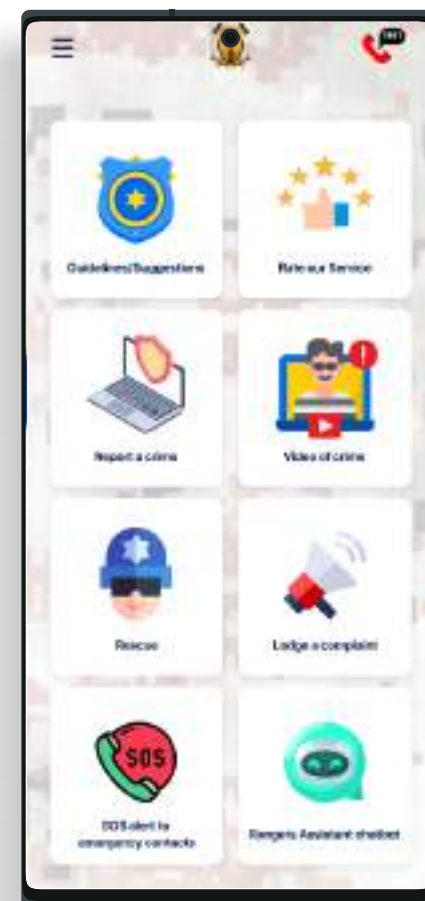 Guidelines/Suggestions
Rate our Service
Report a crime
Video of crime
Rescue
Lodge a complaint
SOS
SOS alert to
emergency contacts
Rangers Assistant chatbot